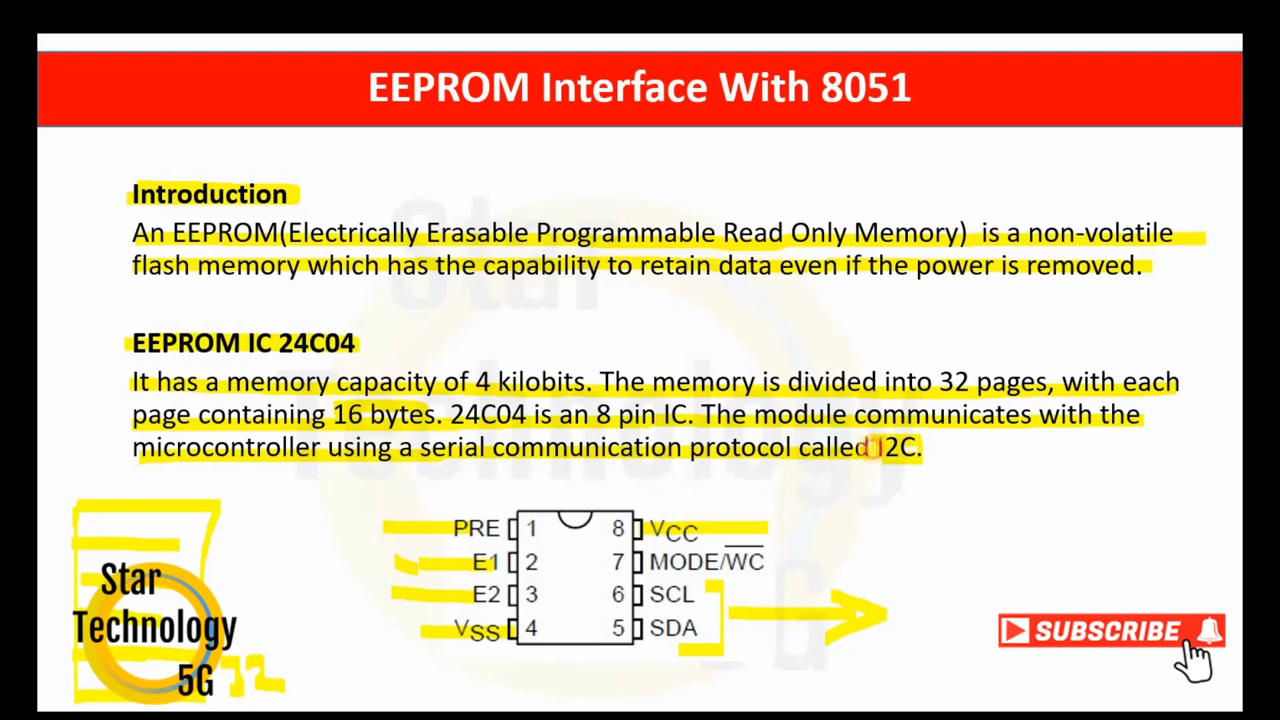 EEPROM Interface With 8051
Introduction
An EEPROM(Electrically Erasable Programmable Read Only Memory) is a non-volatile
flash memory which has the capability to retain data even if the power is removed.
EEPROM IC 24C04
It has a memory capacity of 4 kilobits. The memory is divided into 32 pages, with each
page containing 16 bytes. 24C04 is an 8 pin IC. The module communicates with the
microcontroller using a serial communication protocol called I2C.
PRE 1 8 VCC
E1 2 7 MODE/WC
E2 3 6 SCL
VSS 4 5 SDA
Star
Technology
5G
32
SUBSCRIBE
Star
Technology
5G